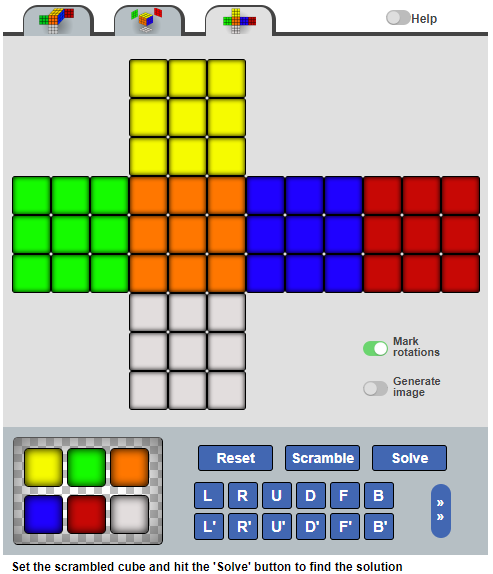 Help
Mark
rotations
Generate
image
Reset Scramble Solve
L R U D F B
L' R' U' D' F' B'
»
»
Set the scrambled cube and hit the 'Solve' button to find the solution